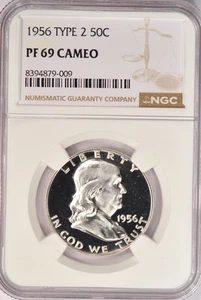 1956 TYPE 2 50C
PF 69 CAMEO
8394879-009
NUMISMATIC GUARANTY COMPANY
NGC
LIBERTY
1956
IN GOD WE TRUST